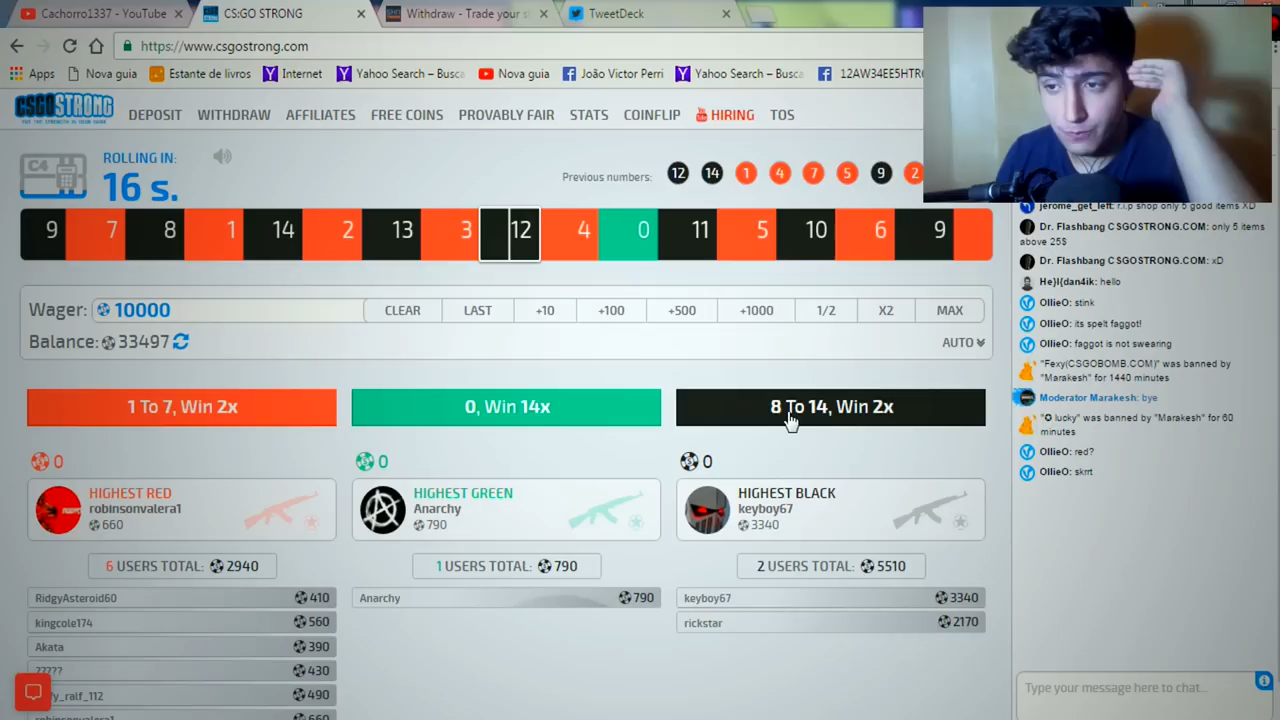 Cachorro1337 - YouTube
CS:GO STRONG
Withdraw - Trade your s
TweetDeck
https://www.csgostrong.com
Apps
Nova guia
Estante de livros
Internet
Yahoo Search – Busca
Nova guia
João Victor Perri
Yahoo Search – Busca
12AW34EE5HTR
CSGOSTRONG
DEPOSIT
WITHDRAW
AFFILIATES
FREE COINS
PROVABLY FAIR
STATS
COINFLIP
HIRING
TOS
C4
ROLLING IN:
16 s.
Previous numbers:
12 14 1 4 7 5 9 2
9 7 8 1 14 2 13 3 12 4 0 11 5 10 6 9
Wager: 10000
CLEAR
LAST
+10
+100
+500
+1000
1/2
X2
MAX
Balance: 33497
AUTO
1 To 7, Win 2x
0, Win 14x
8 To 14, Win 2x
0
0
0
HIGHEST RED
robinsonvalera1
660
HIGHEST GREEN
Anarchy
790
HIGHEST BLACK
keyboy67
3340
6 USERS TOTAL: 2940
1 USERS TOTAL: 790
2 USERS TOTAL: 5510
RidgyAsteroid60 410
kingcole174 560
Akata 390
????? 430
y_ralf_112 490
robinsonvalera1 660
Anarchy 790
keyboy67 3340
rickstar 2170
jerome_get_left: r.i.p shop only 5 good items XD
Dr. Flashbang CSGOSTRONG.COM: only 5 items
above 25$
Dr. Flashbang CSGOSTRONG.COM: xD
He}I{dan4ik: hello
OllieO: stink
OllieO: its spelt faggot!
OllieO: faggot is not swearing
"Fexy(CSGOBOMB.COM)" was banned by
"Marakesh" for 1440 minutes
Moderator Marakesh: bye
"✪ lucky" was banned by "Marakesh" for 60
minutes
OllieO: red?
OllieO: skrrt
Type your message here to chat...